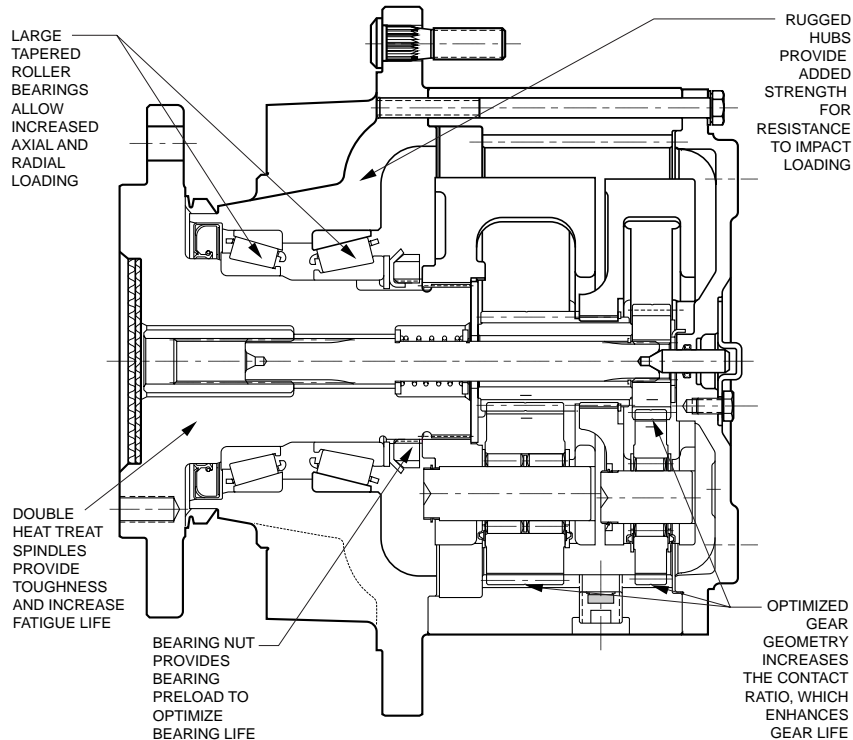 LARGE
TAPERED
ROLLER
BEARINGS
ALLOW
INCREASED
AXIAL AND
RADIAL
LOADING
RUGGED
HUBS
PROVIDE
ADDED
STRENGTH
FOR
RESISTANCE
TO IMPACT
LOADING
DOUBLE
HEAT TREAT
SPINDLES
PROVIDE
TOUGHNESS
AND INCREASE
FATIGUE LIFE
BEARING NUT
PROVIDES
BEARING
PRELOAD TO
OPTIMIZE
BEARING LIFE
OPTIMIZED
GEAR
GEOMETRY
INCREASES
THE CONTACT
RATIO, WHICH
ENHANCES
GEAR LIFE